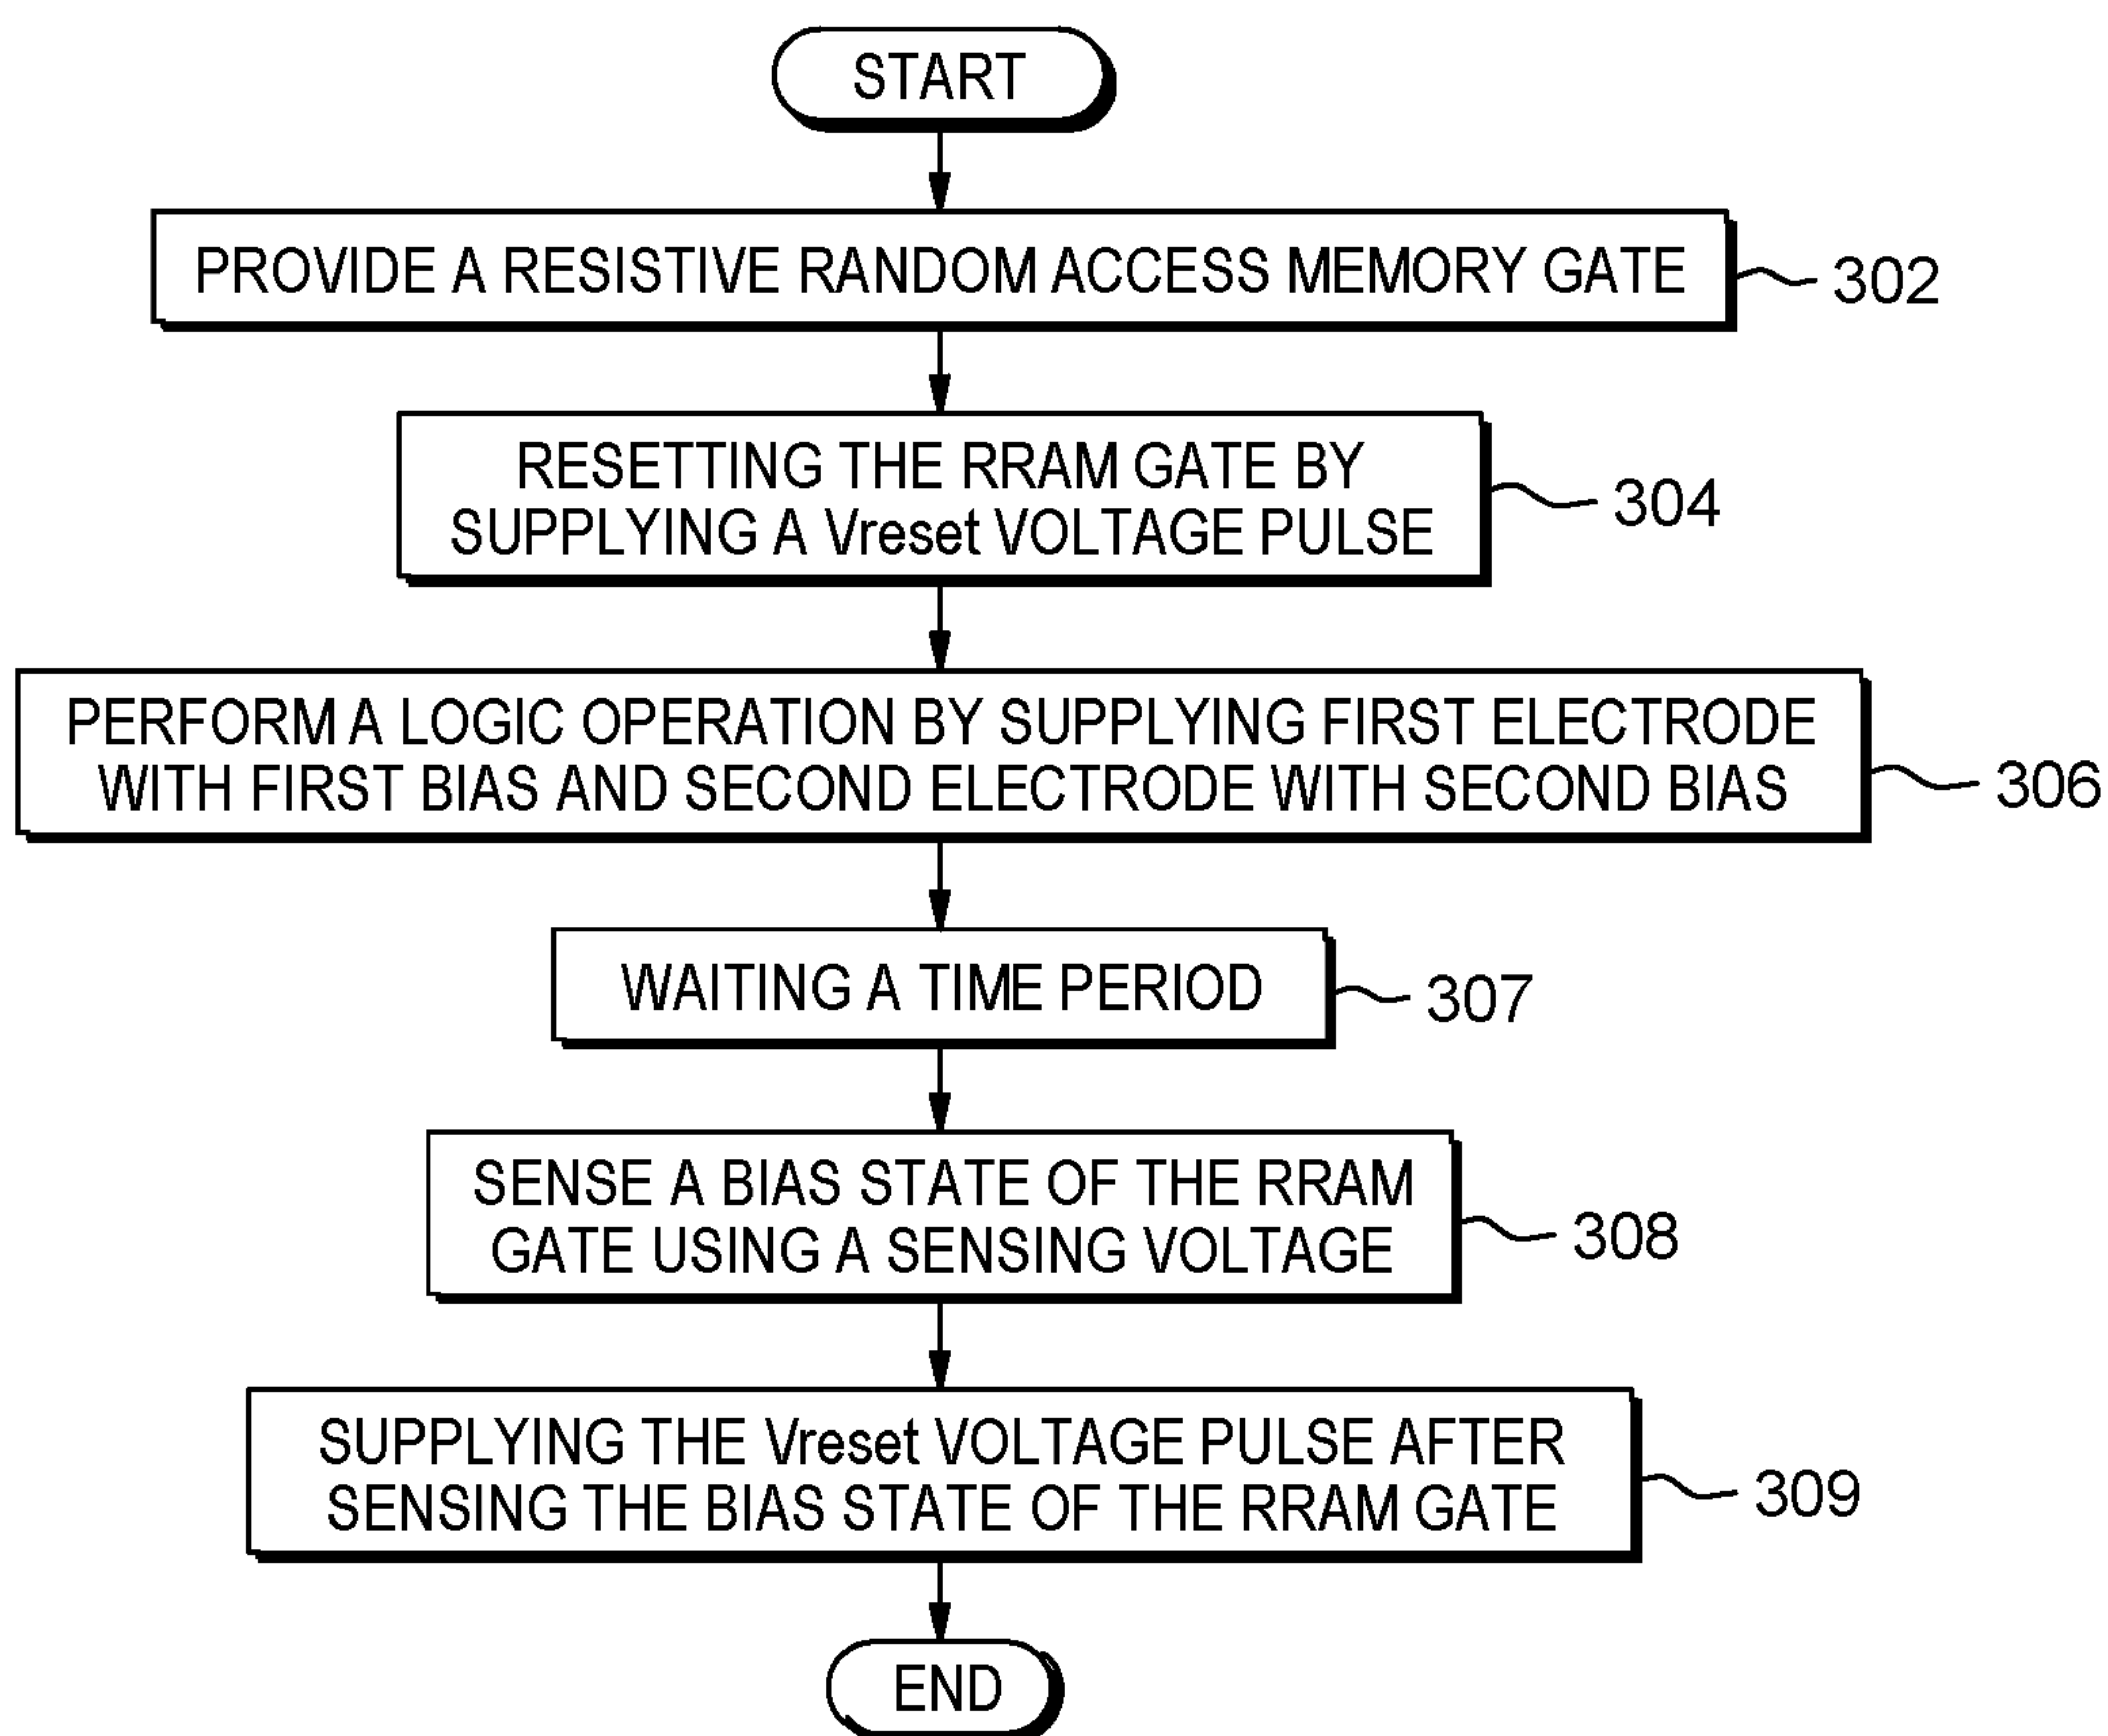 START
PROVIDE A RESISTIVE RANDOM ACCESS MEMORY GATE
302
RESETTING THE RRAM GATE BY
SUPPLYING A Vreset VOLTAGE PULSE
304
PERFORM A LOGIC OPERATION BY SUPPLYING FIRST ELECTRODE
WITH FIRST BIAS AND SECOND ELECTRODE WITH SECOND BIAS
306
WAITING A TIME PERIOD
307
SENSE A BIAS STATE OF THE RRAM
GATE USING A SENSING VOLTAGE
308
SUPPLYING THE Vreset VOLTAGE PULSE AFTER
SENSING THE BIAS STATE OF THE RRAM GATE
309
END